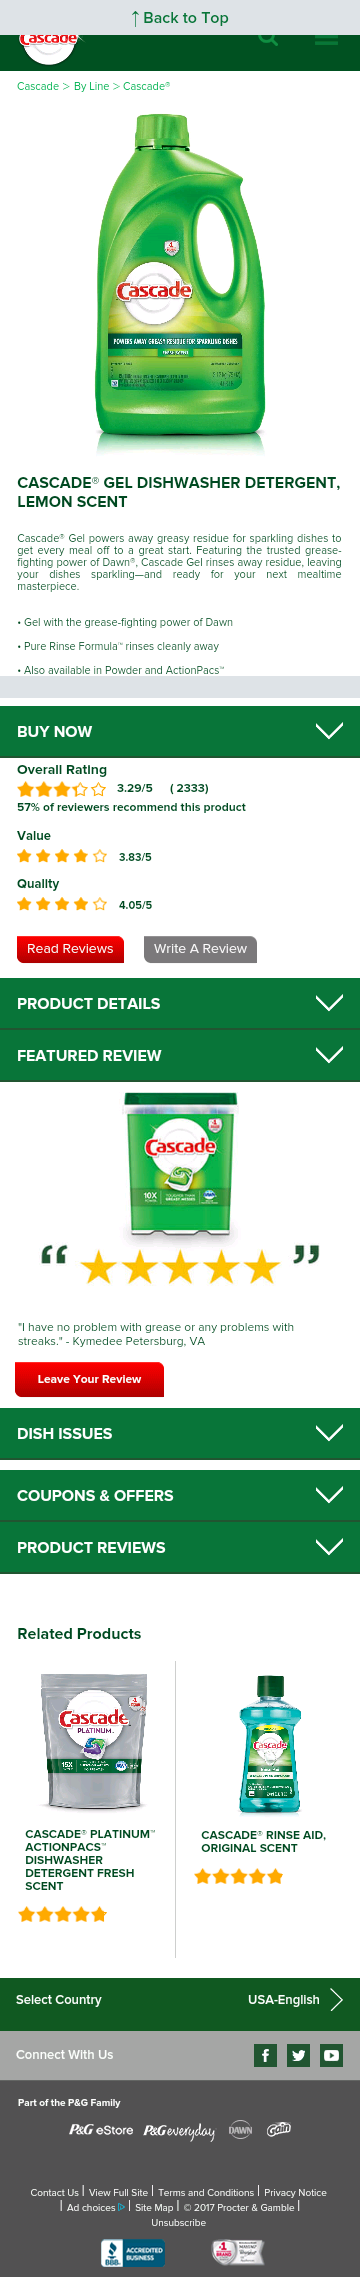 ↑ Back to Top
Cascade
Cascade > By Line > Cascade®
Cascade
POWERS AWAY GREASY RESIDUE FOR SPARKLING DISHES
CASCADE® GEL DISHWASHER DETERGENT,
LEMON SCENT
Cascade® Gel powers away greasy residue for sparkling dishes to
get every meal off to a great start. Featuring the trusted grease-
fighting power of Dawn®, Cascade Gel rinses away residue, leaving
your dishes sparkling—and ready for your next mealtime
masterpiece.
• Gel with the grease-fighting power of Dawn
• Pure Rinse Formula™ rinses cleanly away
• Also available in Powder and ActionPacs™
BUY NOW
Overall Rating
3.29/5 ( 2333)
57% of reviewers recommend this product
Value
3.83/5
Quality
4.05/5
Read Reviews Write A Review
PRODUCT DETAILS
FEATURED REVIEW
Cascade
10X
“ ”
"I have no problem with grease or any problems with
streaks." - Kymedee Petersburg, VA
Leave Your Review
DISH ISSUES
COUPONS & OFFERS
PRODUCT REVIEWS
Related Products
Cascade
PLATINUM
15X
CASCADE® PLATINUM™
ACTIONPACS™
DISHWASHER
DETERGENT FRESH
SCENT
Cascade
CASCADE® RINSE AID,
ORIGINAL SCENT
Select Country USA-English
Connect With Us
Part of the P&G Family
P&G eStore P&G everyday DAWN Gain
Contact Us | View Full Site | Terms and Conditions | Privacy Notice
| Ad choices | Site Map | © 2017 Procter & Gamble |
Unsubscribe
BBB ACCREDITED BUSINESS